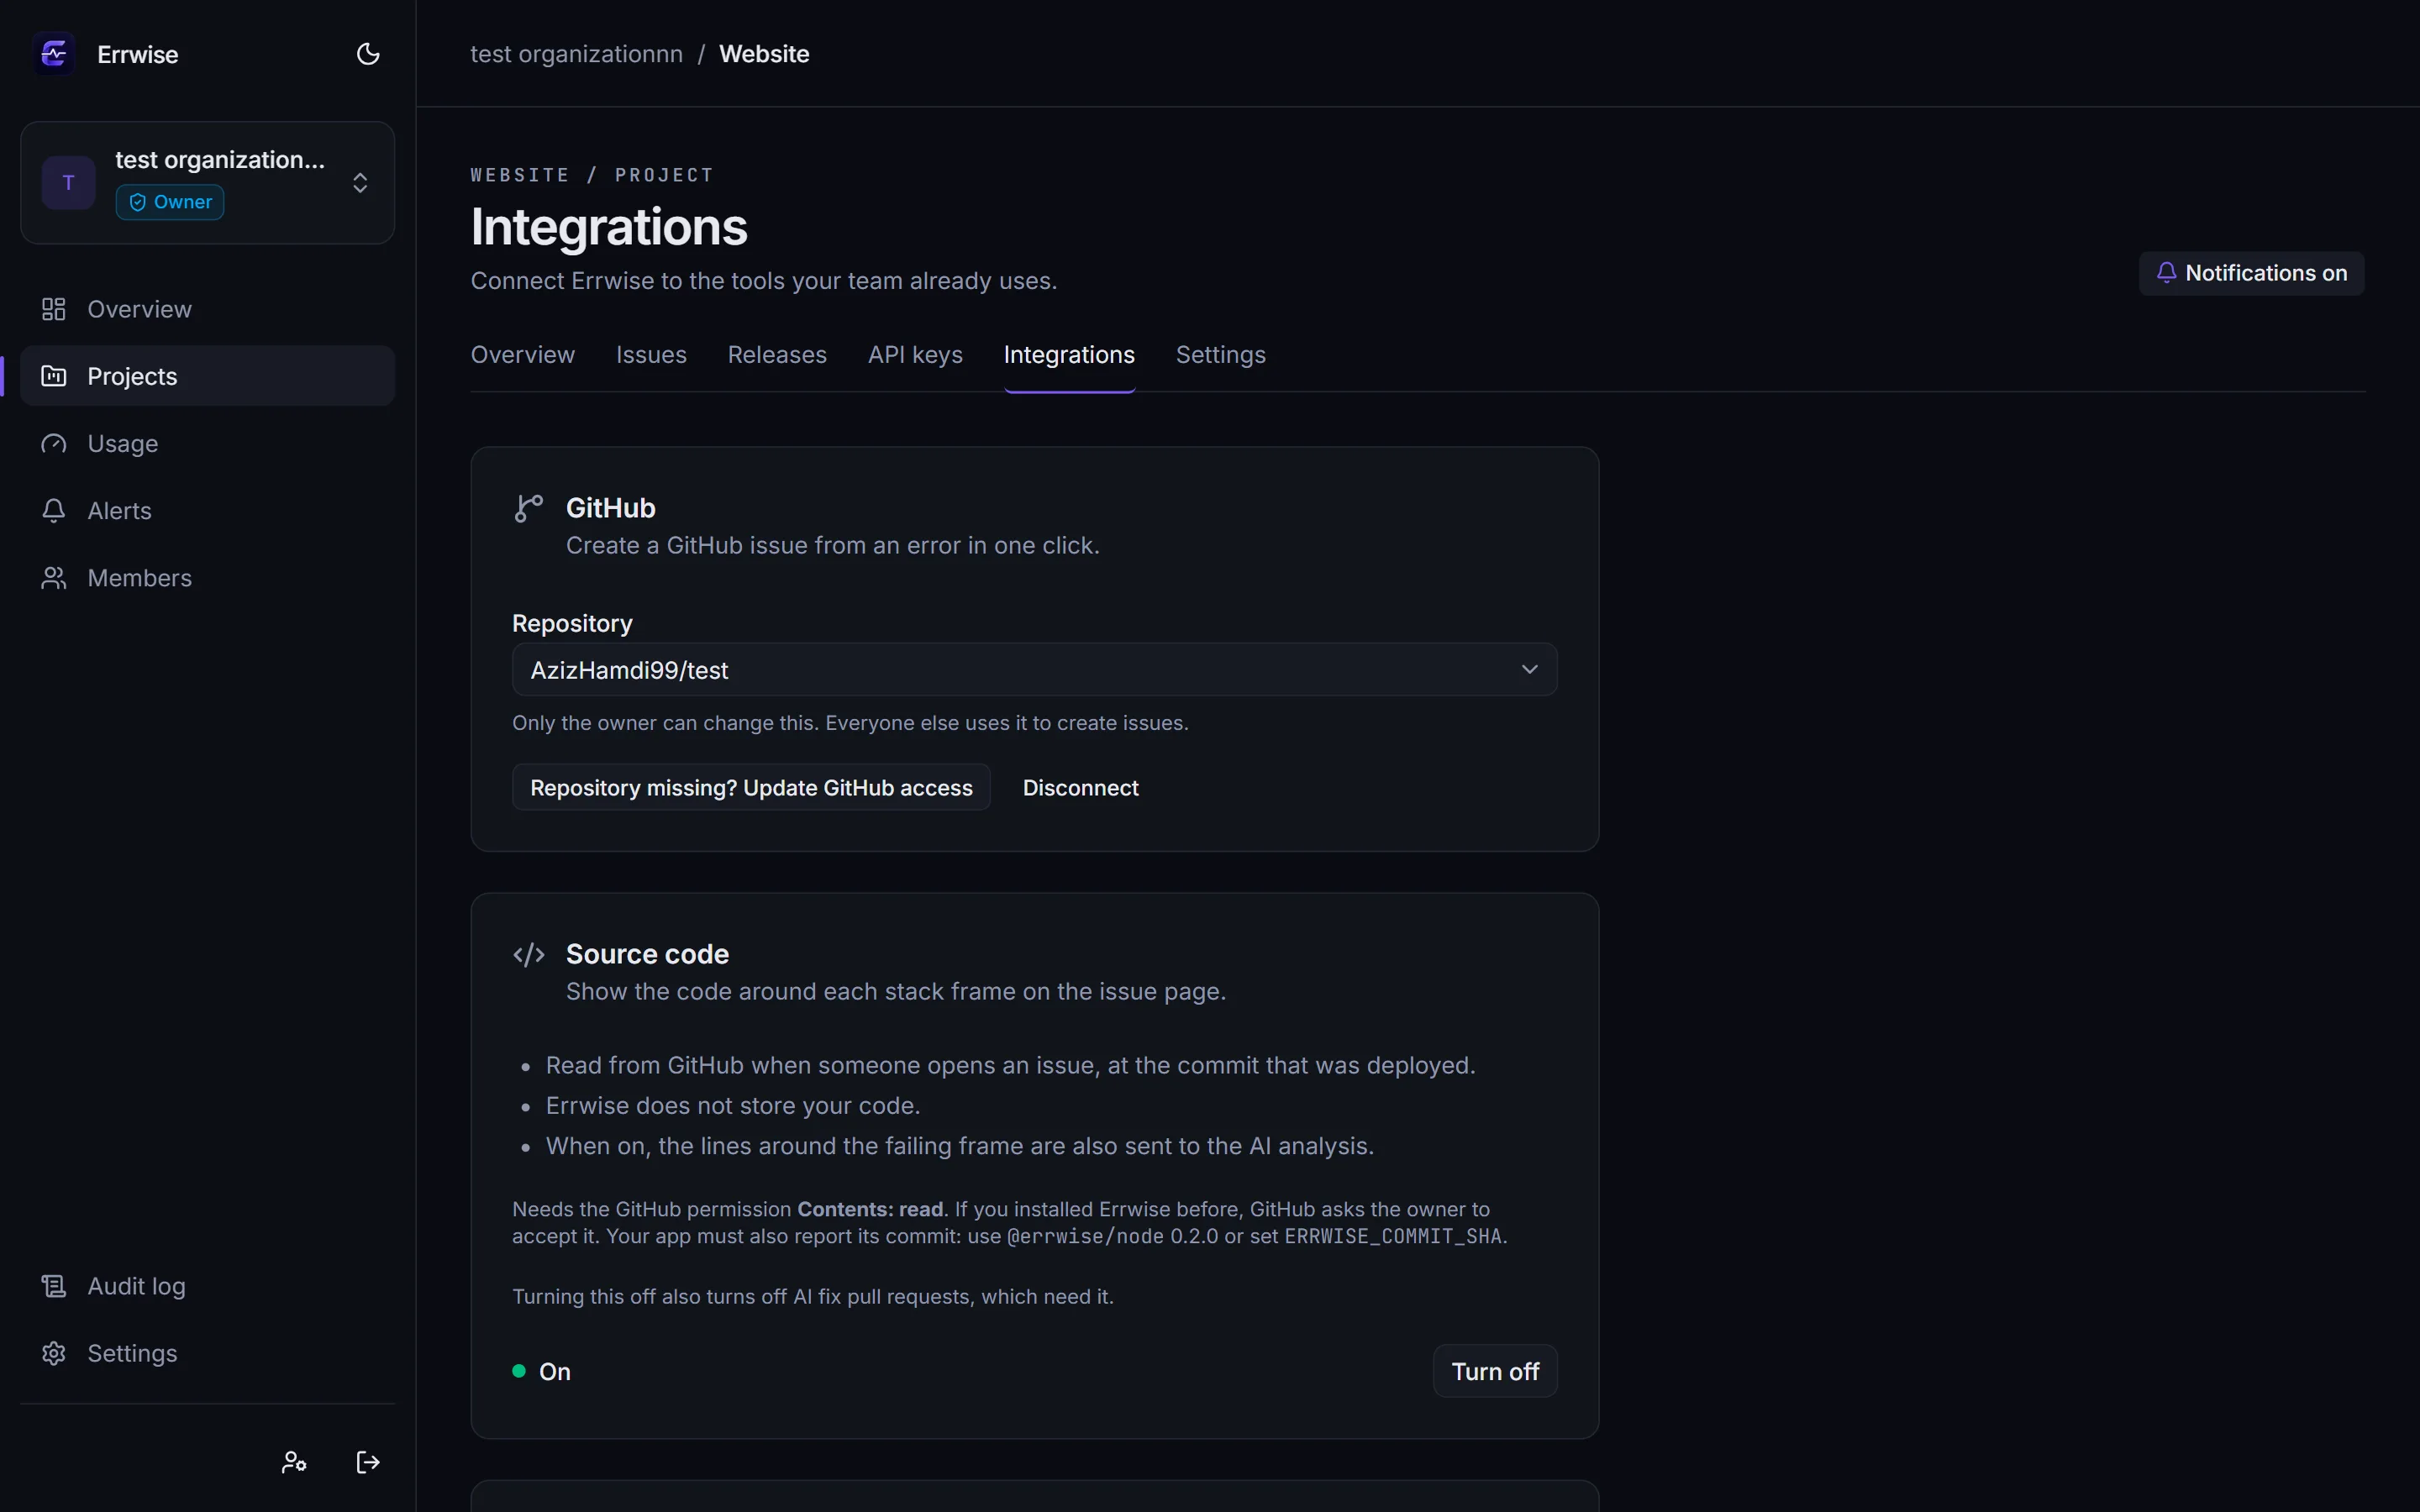 Errwise
test organization...
T
Owner
Overview
Projects
Usage
Alerts
Members
Audit log
Settings
test organizationnn / Website
WEBSITE / PROJECT
Integrations
Connect Errwise to the tools your team already uses.
Notifications on
Overview
Issues
Releases
API keys
Integrations
Settings
GitHub
Create a GitHub issue from an error in one click.
Repository
AzizHamdi99/test
Only the owner can change this. Everyone else uses it to create issues.
Repository missing? Update GitHub access
Disconnect
Source code
Show the code around each stack frame on the issue page.
Read from GitHub when someone opens an issue, at the commit that was deployed.
Errwise does not store your code.
When on, the lines around the failing frame are also sent to the AI analysis.
Needs the GitHub permission Contents: read. If you installed Errwise before, GitHub asks the owner to
accept it. Your app must also report its commit: use @errwise/node 0.2.0 or set ERRWISE_COMMIT_SHA.
Turning this off also turns off AI fix pull requests, which need it.
On
Turn off